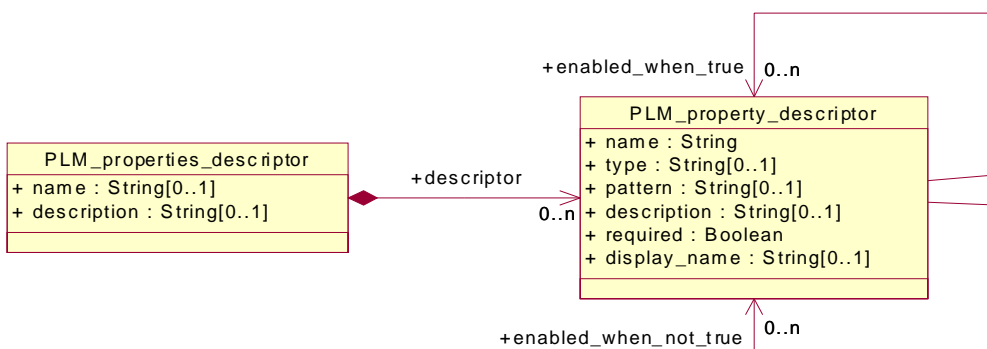 +enabled_when_true
0..n
PLM_property_descriptor
+ name : String
+ type : String[0..1]
+ pattern : String[0..1]
+ description : String[0..1]
+ required : Boolean
+ display_name : String[0..1]
PLM_properties_descriptor
+ name : String[0..1]
+ description : String[0..1]
+descriptor
0..n
+enabled_when_not_true
0..n